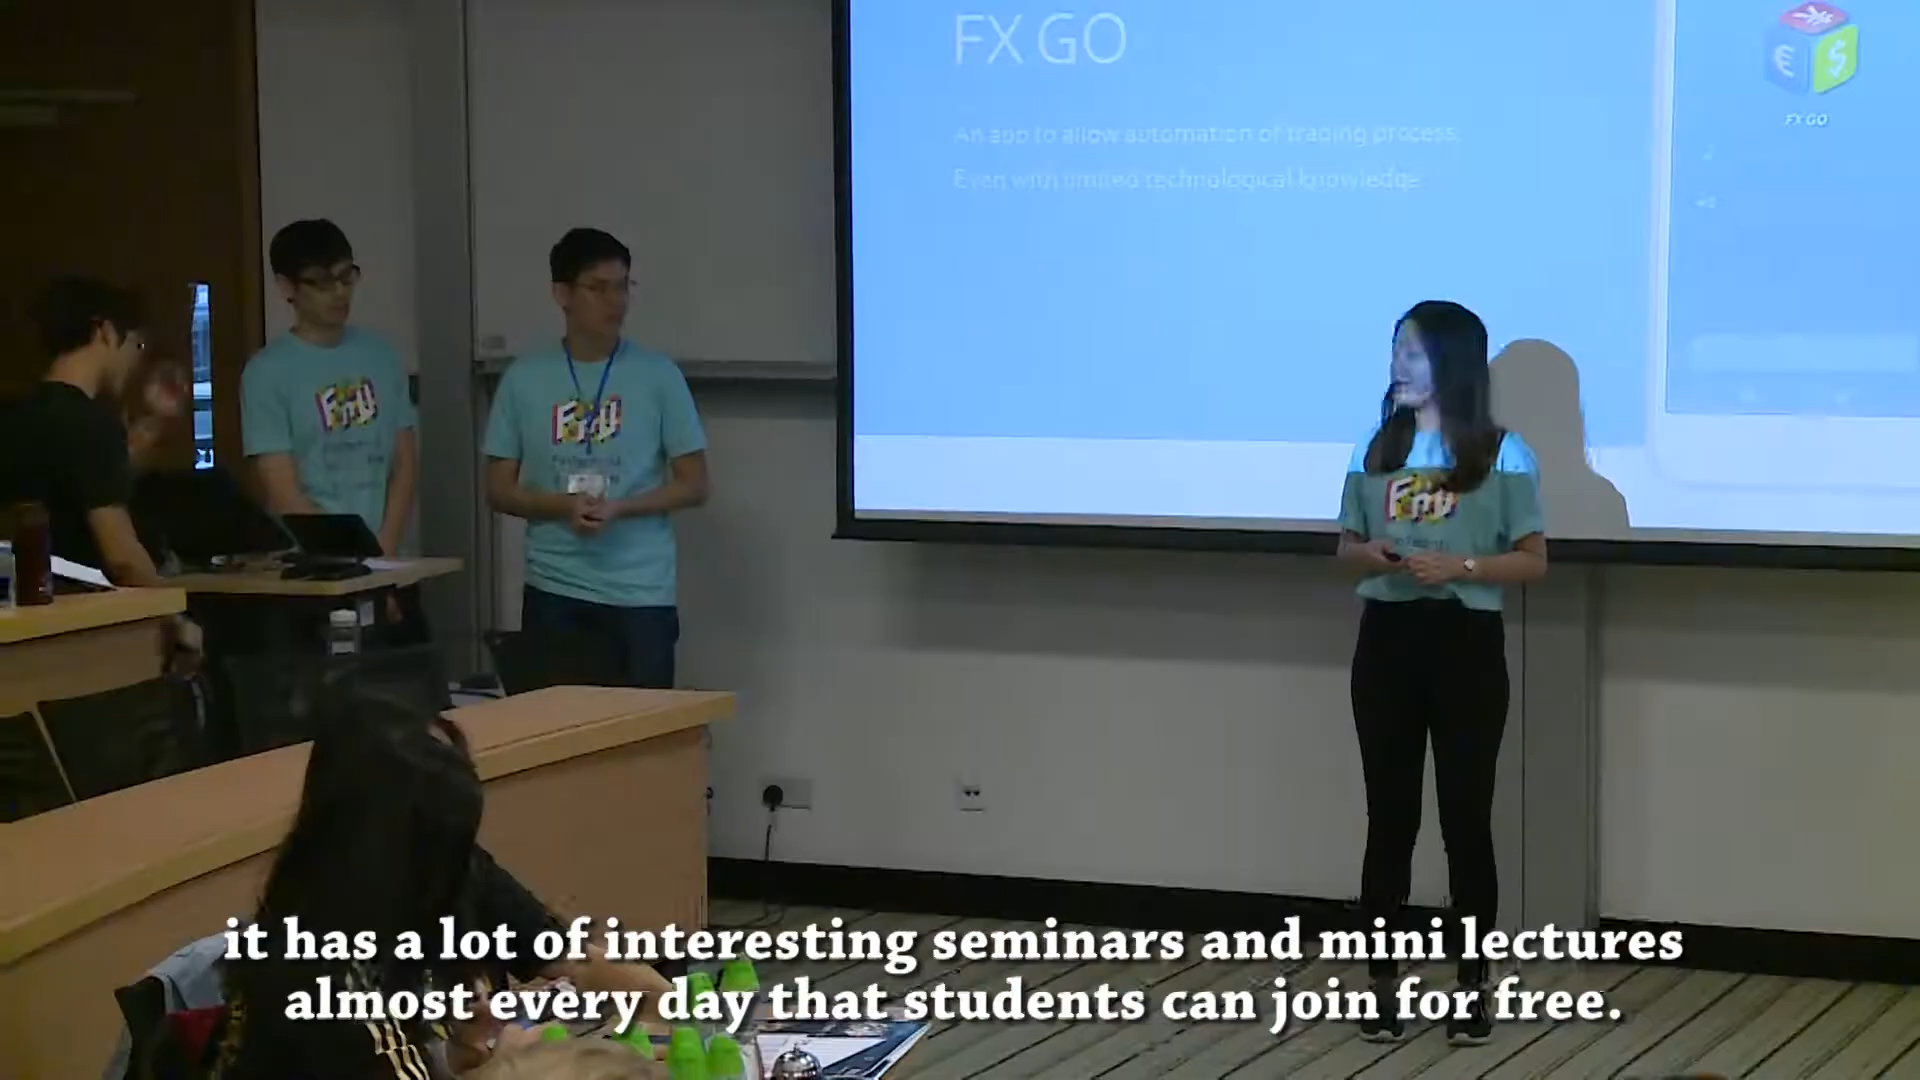 FX GO
An app to allow automation of trading process.
Even with limited technological knowledge
€
$
FX GO
it has a lot of interesting seminars and mini lectures
almost every day that students can join for free.